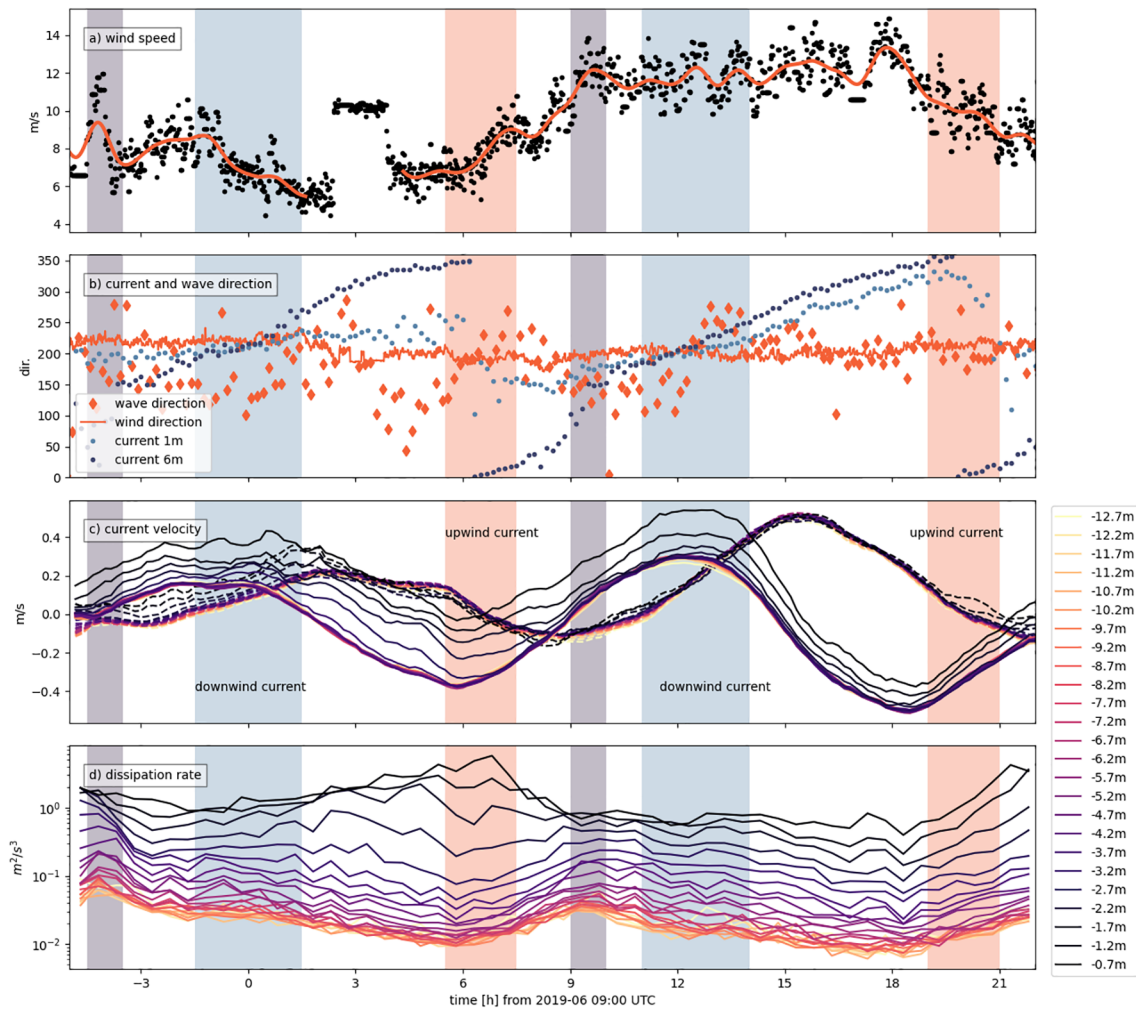 a) wind speed
14
12
10
8
6
4
m/s
b) current and wave direction
350
300
250
200
150
100
50
0
dir.
wave direction
wind direction
current 1m
current 6m
c) current velocity
upwind current
upwind current
0.4
0.2
0.0
−0.2
−0.4
m/s
downwind current
downwind current
d) dissipation rate
10⁰
10⁻¹
10⁻²
m²/s³
−3
0
3
6
9
12
15
18
21
time [h] from 2019-06 09:00 UTC
-12.7m
-12.2m
-11.7m
-11.2m
-10.7m
-10.2m
-9.7m
-9.2m
-8.7m
-8.2m
-7.7m
-7.2m
-6.7m
-6.2m
-5.7m
-5.2m
-4.7m
-4.2m
-3.7m
-3.2m
-2.7m
-2.2m
-1.7m
-1.2m
-0.7m